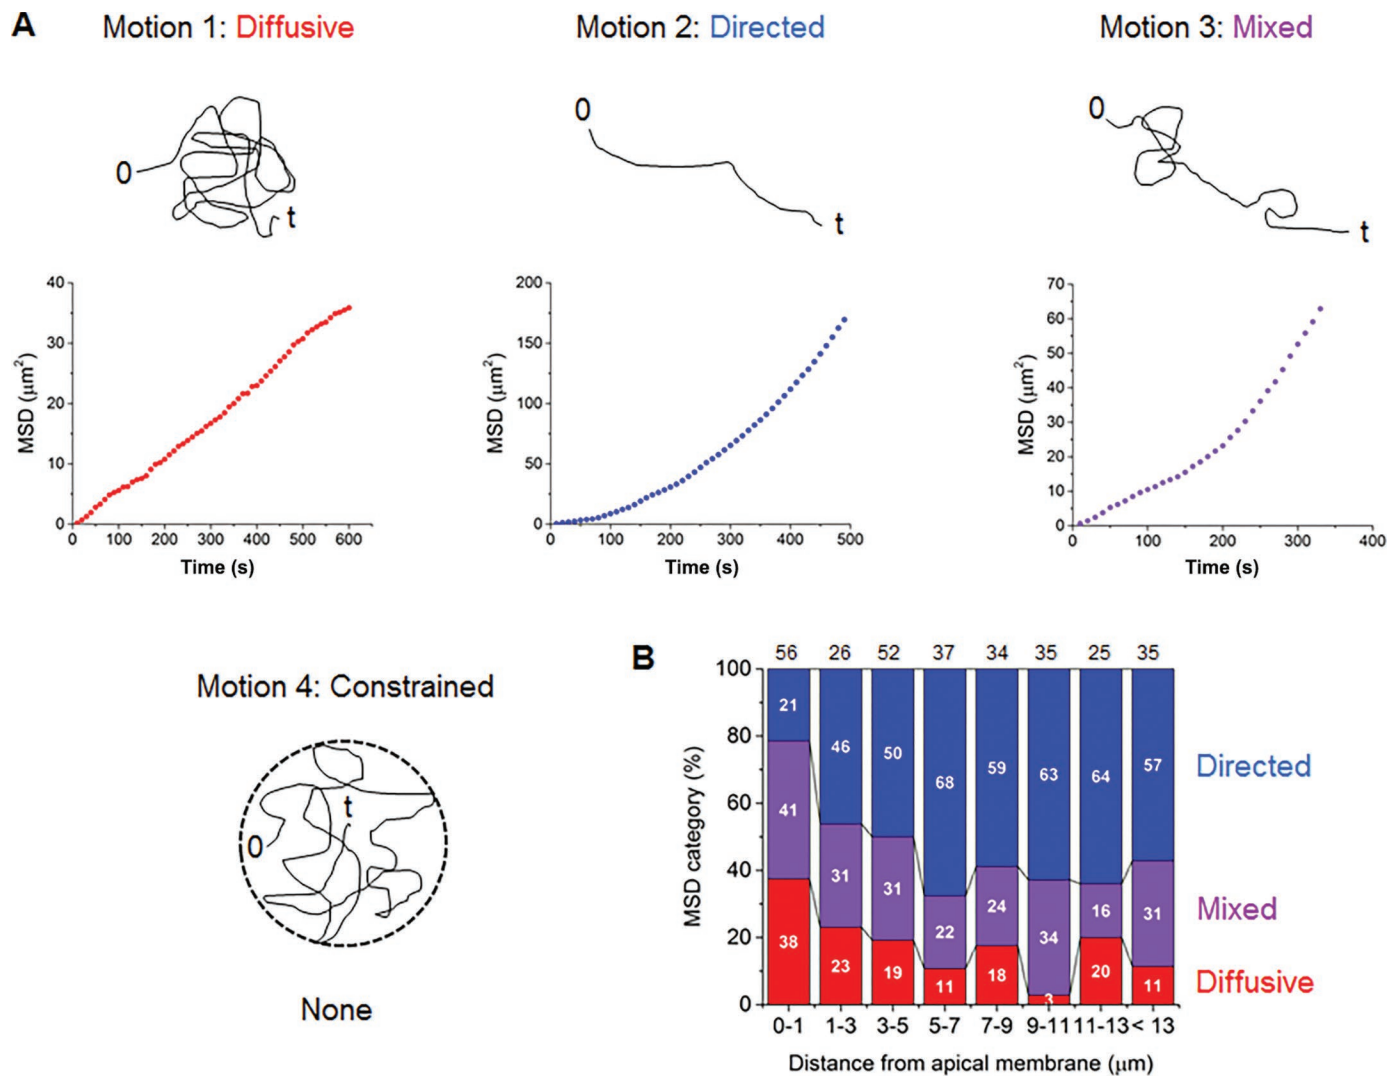 A
Motion 1: Diffusive
Motion 2: Directed
Motion 3: Mixed
0
t
0
t
0
t
MSD (μm²)
40
30
20
10
0
0 100 200 300 400 500 600
Time (s)
MSD (μm²)
200
150
100
50
0
0 100 200 300 400 500
Time (s)
MSD (μm²)
70
60
50
40
30
20
10
0
0 100 200 300 400
Time (s)
Motion 4: Constrained
0
t
None
B
56 26 52 37 34 35 25 35
MSD category (%)
100
80
60
40
20
0
21 46 50 68 59 63 64 57
41 31 31 22 24 34 16 31
38 23 19 11 18 3 20 11
Directed
Mixed
Diffusive
0-1 1-3 3-5 5-7 7-9 9-11 11-13 < 13
Distance from apical membrane (μm)